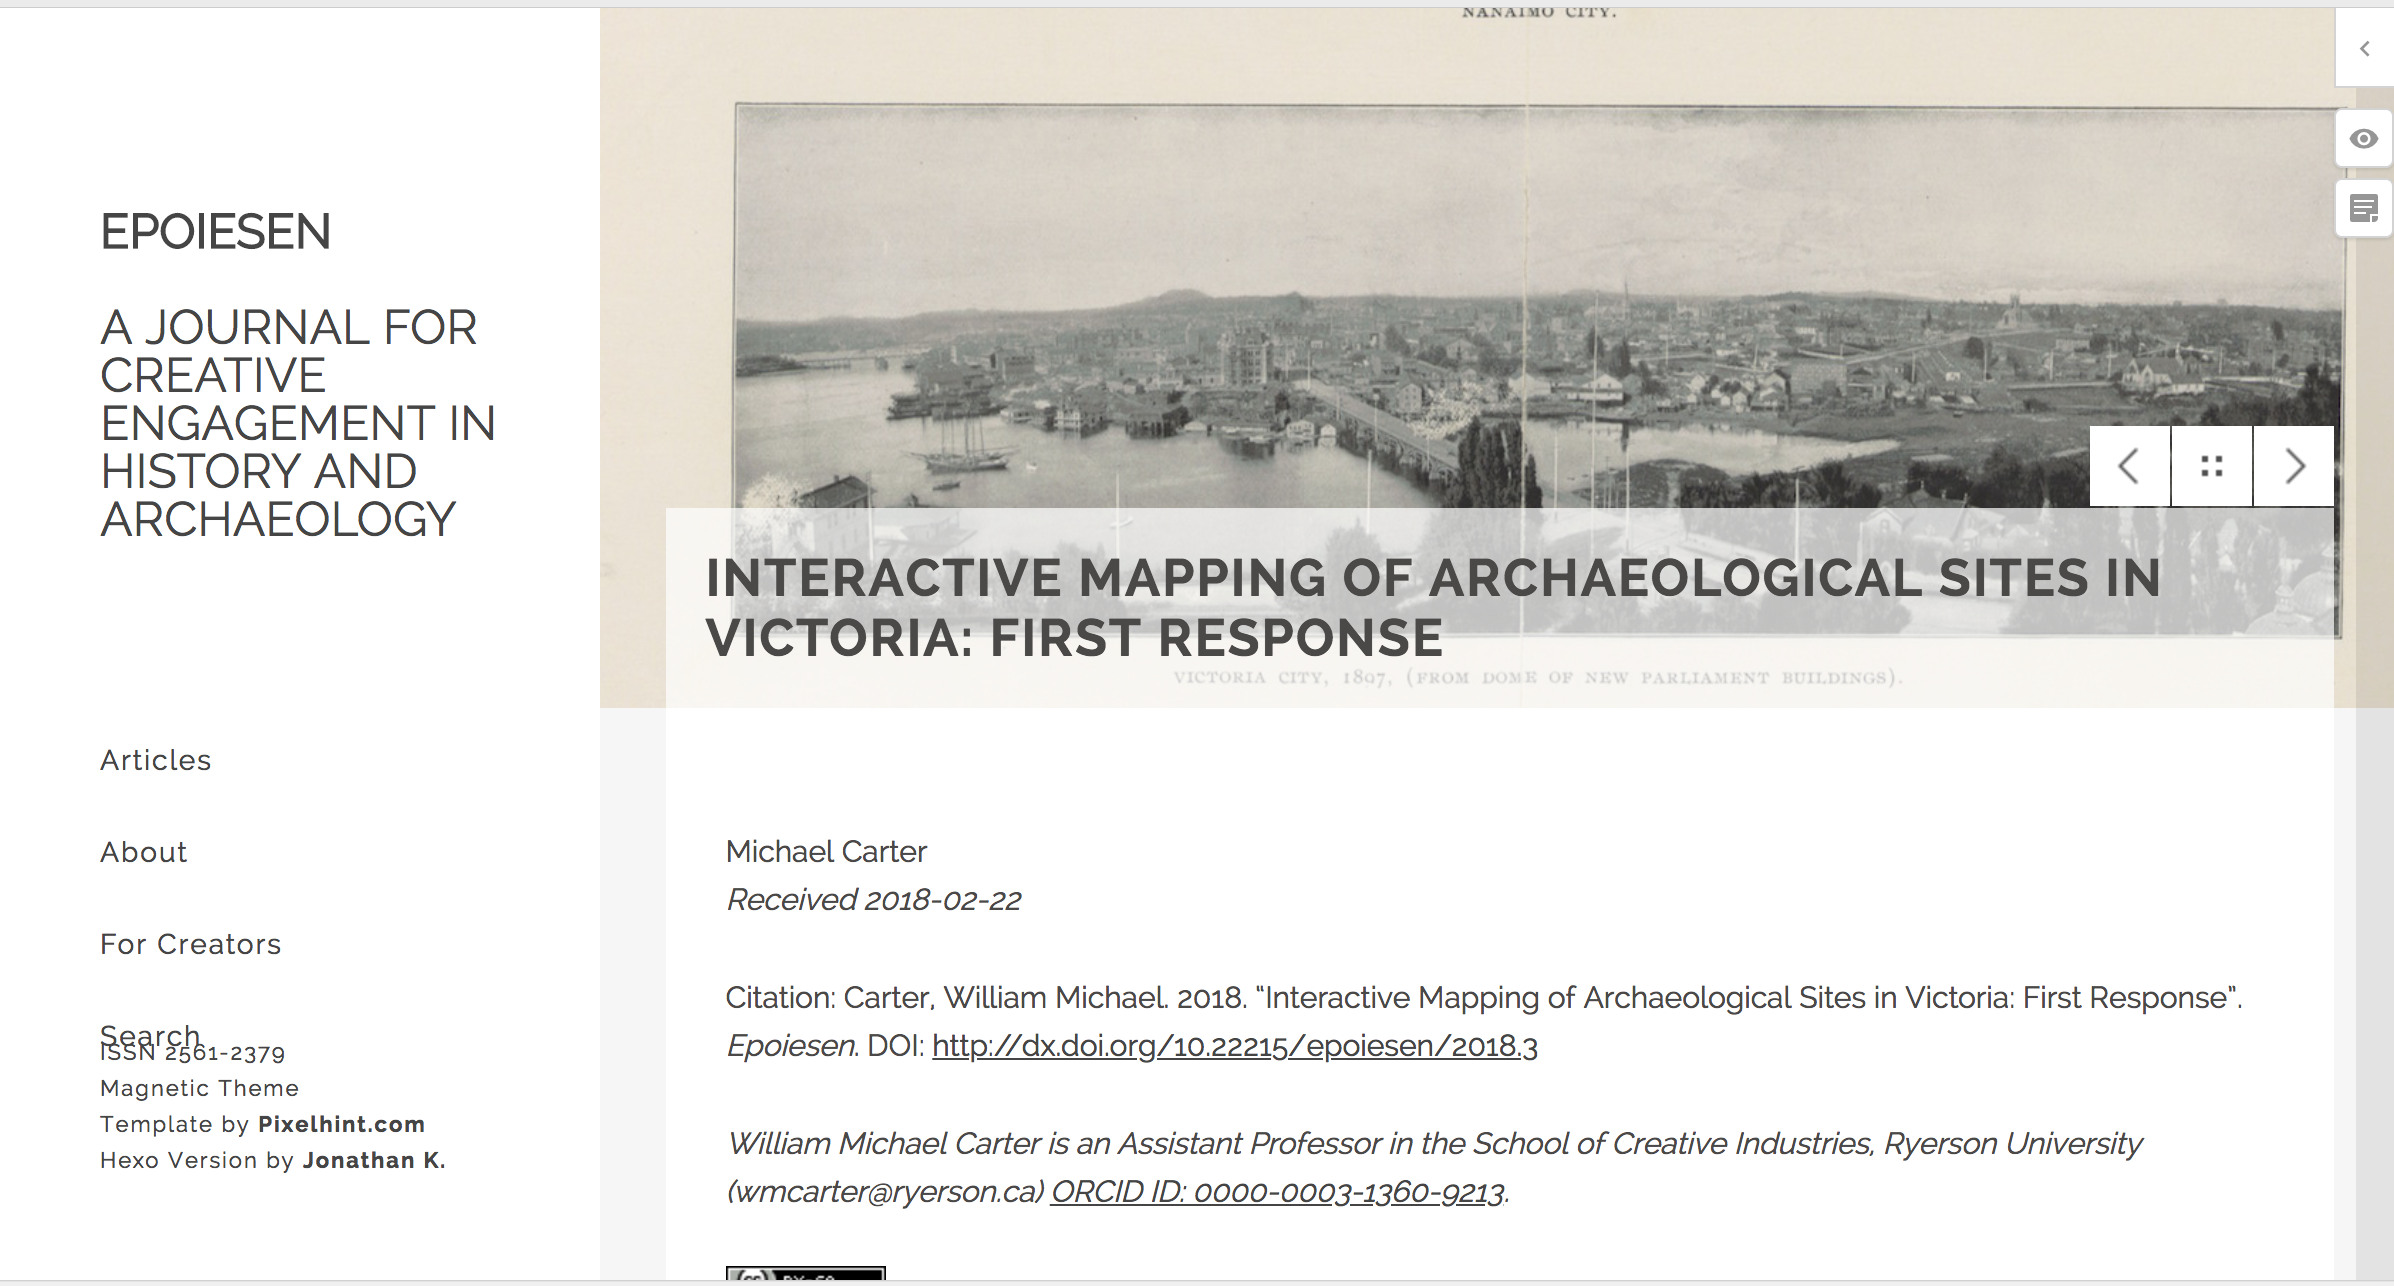 NANAIMO CITY.
EPOIESEN
A JOURNAL FOR
CREATIVE
ENGAGEMENT IN
HISTORY AND
ARCHAEOLOGY
Articles
About
For Creators
Search
ISSN 2561-2379
Magnetic Theme
Template by Pixelhint.com
Hexo Version by Jonathan K.
INTERACTIVE MAPPING OF ARCHAEOLOGICAL SITES IN
VICTORIA: FIRST RESPONSE
VICTORIA CITY, 1897, (FROM DOME OF NEW PARLIAMENT BUILDINGS).
Michael Carter
Received 2018-02-22
Citation: Carter, William Michael. 2018. “Interactive Mapping of Archaeological Sites in Victoria: First Response”.
Epoiesen. DOI: http://dx.doi.org/10.22215/epoiesen/2018.3
William Michael Carter is an Assistant Professor in the School of Creative Industries, Ryerson University
(wmcarter@ryerson.ca) ORCID ID: 0000-0003-1360-9213.